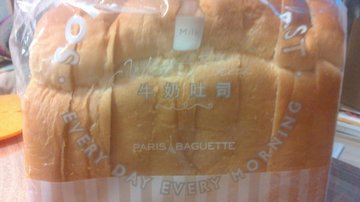 Milk
牛奶吐司
PARIS BAGUETTE
EVERY DAY EVERY MORNING